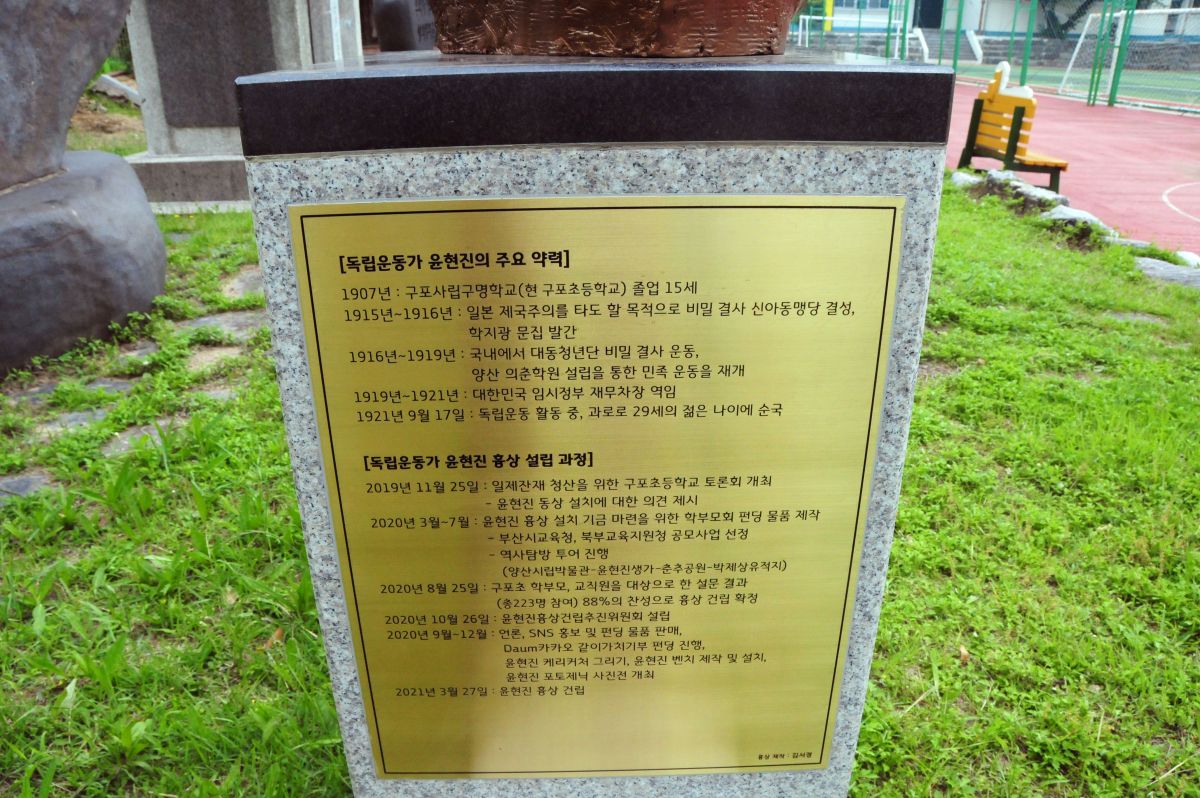 [독립운동가 윤현진의 주요 약력]
1907년 : 구포사립구명학교(현 구포초등학교) 졸업 15세
1915년~1916년 : 일본 제국주의를 타도 할 목적으로 비밀 결사 신아동맹당 결성,
학지광 문집 발간
1916년~1919년 : 국내에서 대동청년단 비밀 결사 운동,
양산 의춘학원 설립을 통한 민족 운동을 재개
1919년~1921년 : 대한민국 임시정부 재무차장 역임
1921년 9월 17일 : 독립운동 활동 중, 과로로 29세의 젊은 나이에 순국
[독립운동가 윤현진 흉상 설립 과정]
2019년 11월 25일 : 일제잔재 청산을 위한 구포초등학교 토론회 개최
- 윤현진 동상 설치에 대한 의견 제시
2020년 3월~7월 : 윤현진 흉상 설치 기금 마련을 위한 학부모회 펀딩 물품 제작
- 부산시교육청, 북부교육지원청 공모사업 선정
- 역사탐방 투어 진행
(양산시립박물관-윤현진생가-춘추공원-박제상유적지)
2020년 8월 25일 : 구포초 학부모, 교직원을 대상으로 한 설문 결과
(총223명 참여) 88%의 찬성으로 흉상 건립 확정
2020년 10월 26일 : 윤현진흉상건립추진위원회 설립
2020년 9월~12월 : 언론, SNS 홍보 및 펀딩 물품 판매,
Daum카카오 같이가치기부 펀딩 진행,
윤현진 케리커처 그리기, 윤현진 벤치 제작 및 설치,
윤현진 포토제닉 사진전 개최
2021년 3월 27일 : 윤현진 흉상 건립
흉상 제작 : 김서경